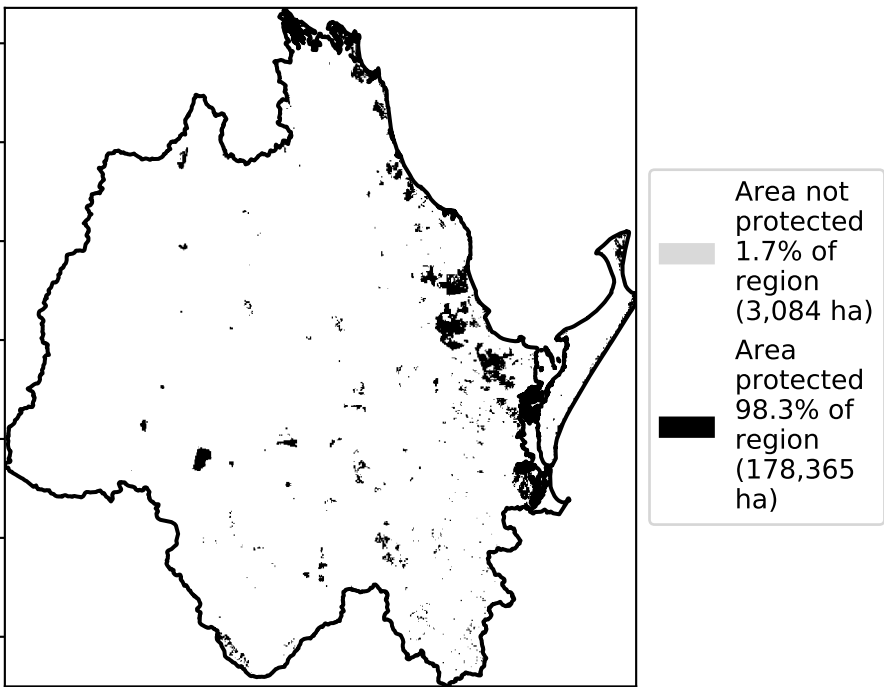 Area not
protected
1.7% of
region
(3,084 ha)
Area
protected
98.3% of
region
(178,365
ha)